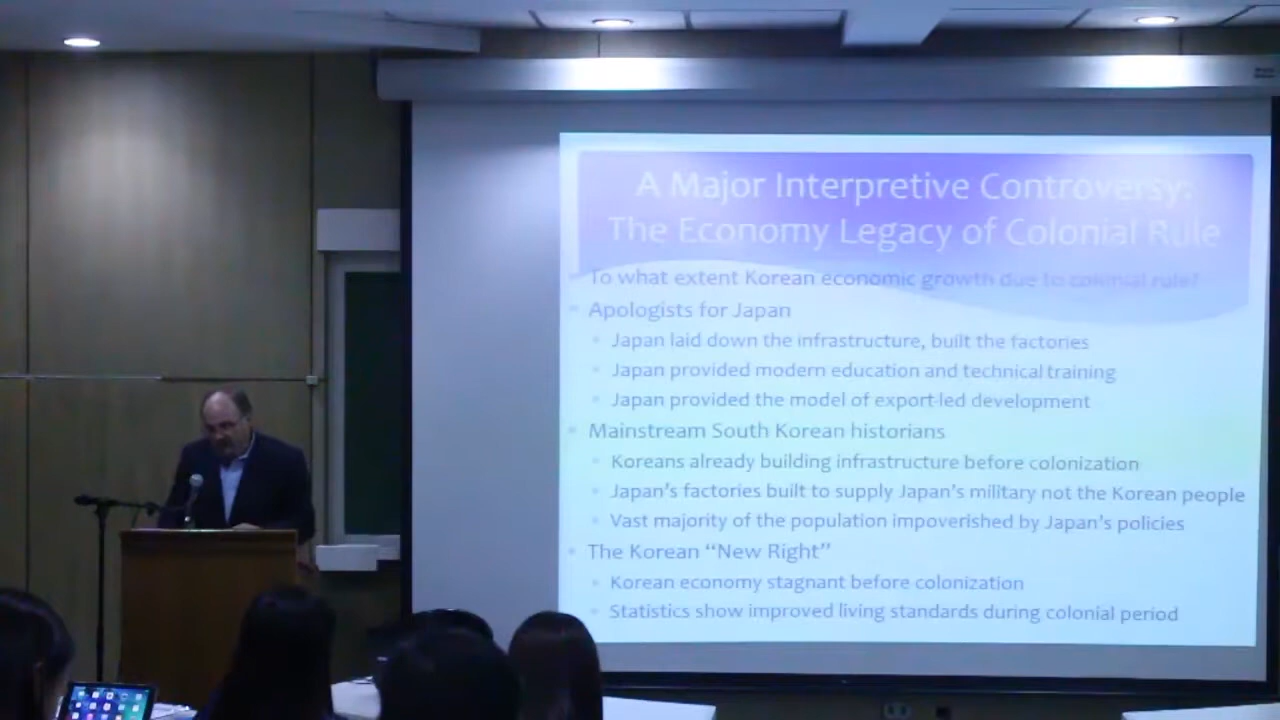 A Major Interpretive Controversy:
The Economy Legacy of Colonial Rule
To what extent Korean economic growth due to colonial rule?
Apologists for Japan
Japan laid down the infrastructure, built the factories
Japan provided modern education and technical training
Japan provided the model of export-led development
Mainstream South Korean historians
Koreans already building infrastructure before colonization
Japan's factories built to supply Japan's military not the Korean people
Vast majority of the population impoverished by Japan's policies
The Korean “New Right”
Korean economy stagnant before colonization
Statistics show improved living standards during colonial period